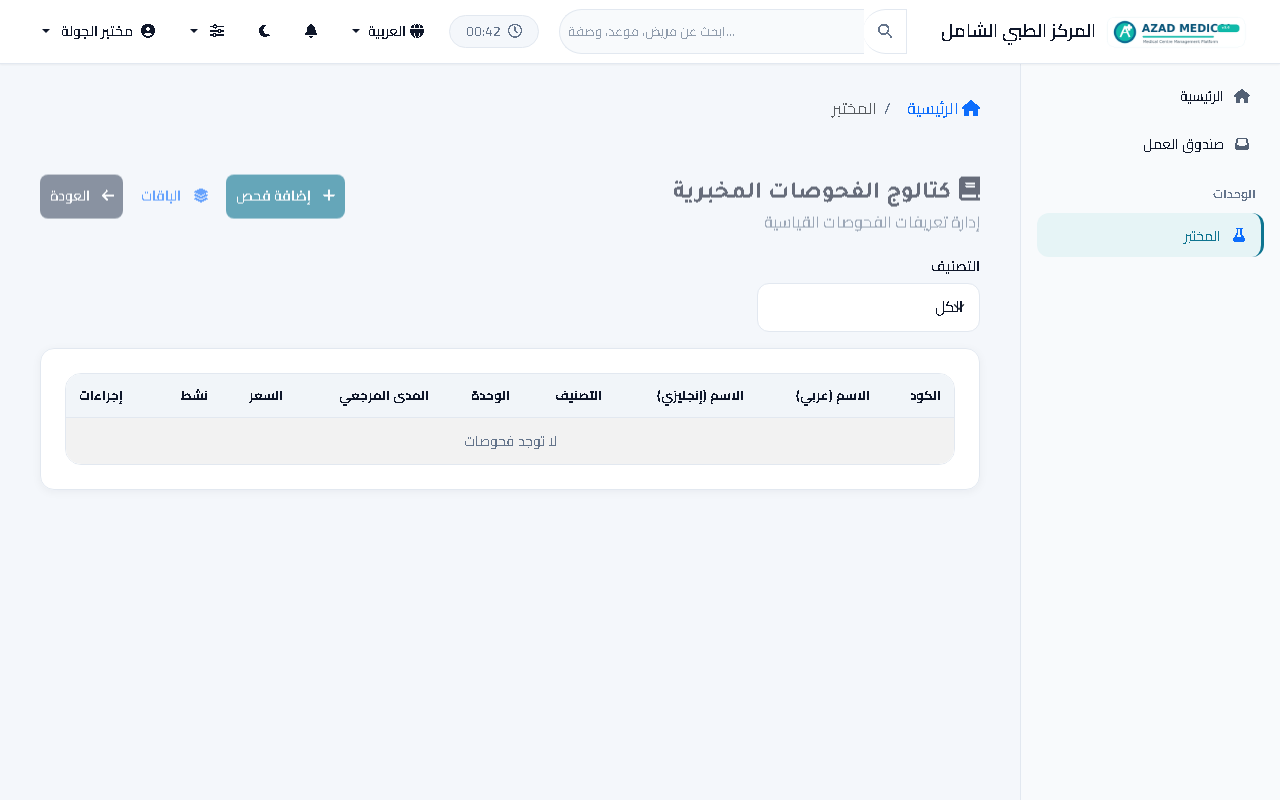 AZAD MEDIC
Medical Centre Management Platform
المركز الطبي الشامل
ابحث عن مريض، موعد، وصفة...
00:42
العربية
مختبر الجولة
الرئيسية
صندوق العمل
الوحدات
المختبر
الرئيسية / المختبر
كتالوج الفحوصات المخبرية
إدارة تعريفات الفحوصات القياسية
إضافة فحص
الباقات
العودة
التصنيف
الكل
الكود الاسم (عربي) الاسم (إنجليزي) التصنيف الوحدة المدى المرجعي السعر نشط إجراءات
لا توجد فحوصات